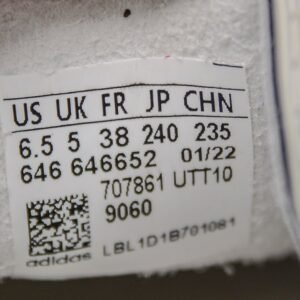 US UK FR JP CHN
6.5 5 38 240 235
646 646652 01/22
707861 UTT10
9060
adidas LBL1D1B701081